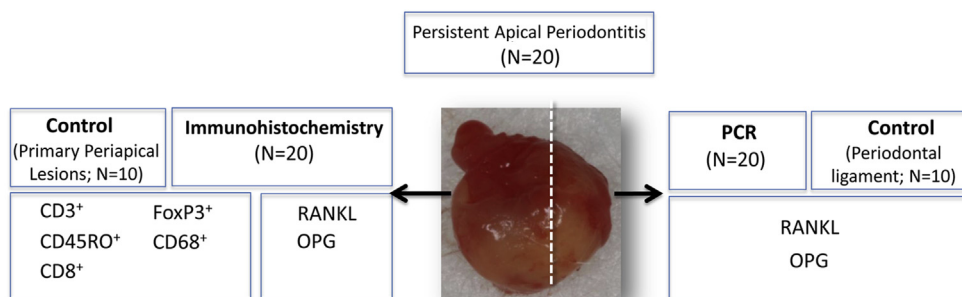 Persistent Apical Periodontitis
(N=20)
Control
(Primary Periapical
Lesions; N=10)
Immunohistochemistry
(N=20)
CD3⁺
CD45RO⁺
CD8⁺
FoxP3⁺
CD68⁺
RANKL
OPG
PCR
(N=20)
Control
(Periodontal
ligament; N=10)
RANKL
OPG